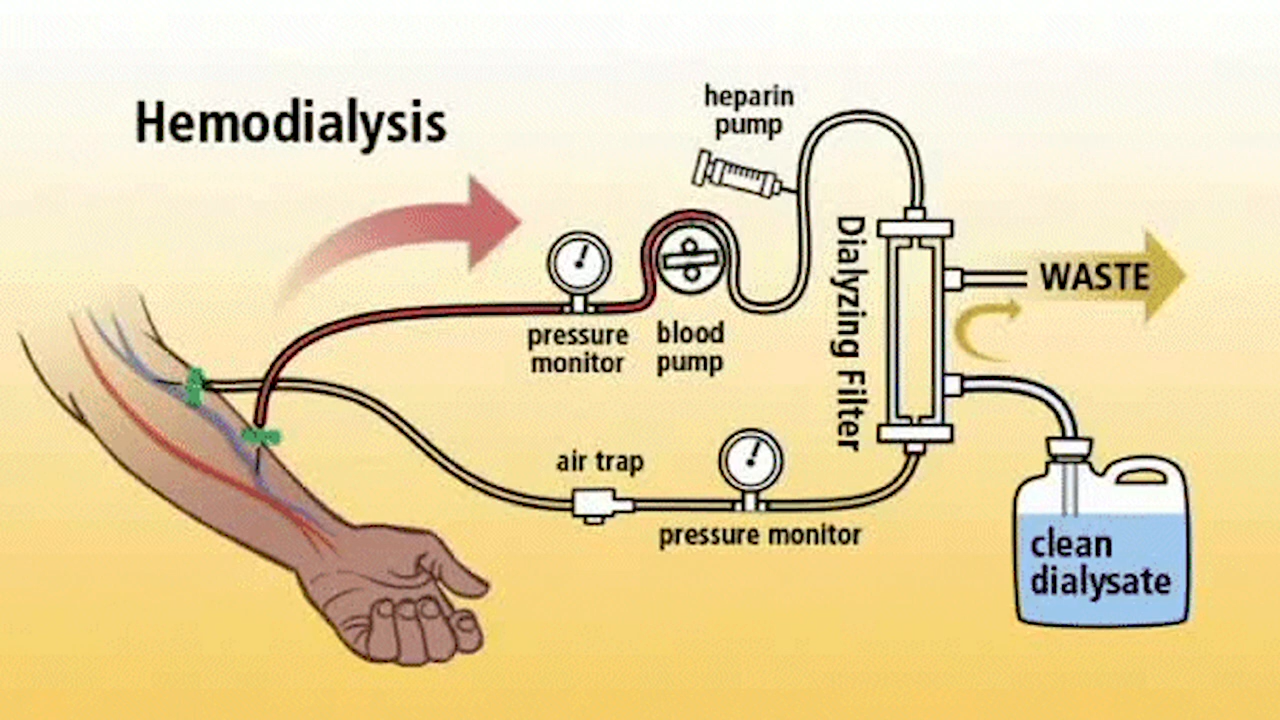 Hemodialysis
heparin
pump
Dialyzing Filter
WASTE
pressure
monitor
blood
pump
air trap
pressure monitor
clean
dialysate